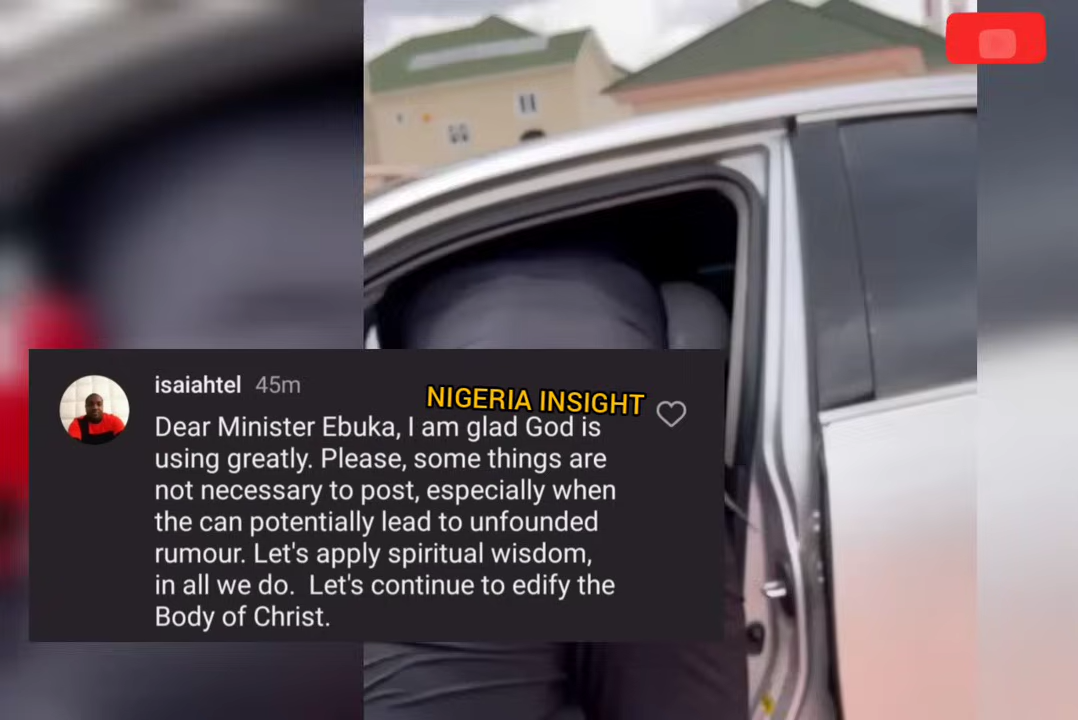 isaiahtel 45m
NIGERIA INSIGHT
Dear Minister Ebuka, I am glad God is
using greatly. Please, some things are
not necessary to post, especially when
the can potentially lead to unfounded
rumour. Let's apply spiritual wisdom,
in all we do. Let's continue to edify the
Body of Christ.